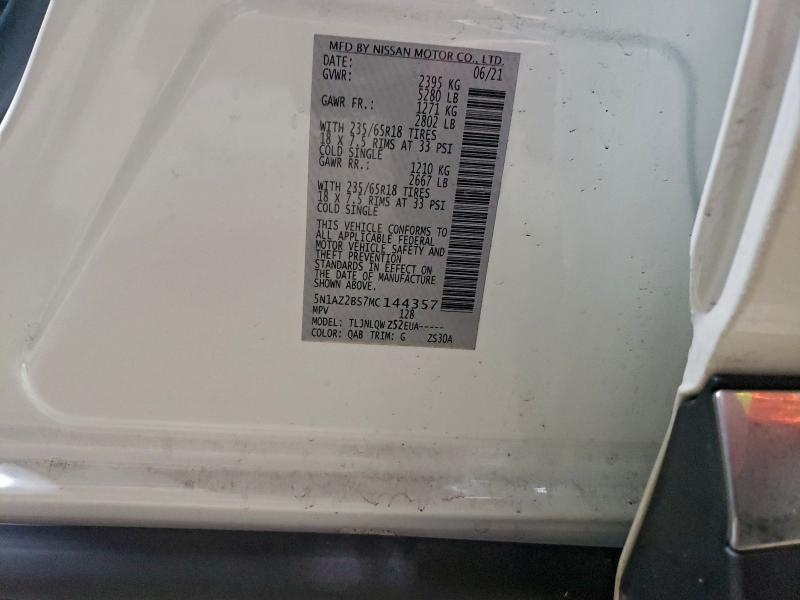 MFD BY NISSAN MOTOR CO., LTD.
DATE: 06/21
GVWR: 2395 KG
5280 LB
GAWR FR.: 1271 KG
2802 LB
WITH 235/65R18 TIRES
18 X 7.5 RIMS AT 33 PSI
COLD SINGLE
GAWR RR.: 1210 KG
2667 LB
WITH 235/65R18 TIRES
18 X 7.5 RIMS AT 33 PSI
COLD SINGLE
THIS VEHICLE CONFORMS TO
ALL APPLICABLE FEDERAL
MOTOR VEHICLE SAFETY AND
THEFT PREVENTION
STANDARDS IN EFFECT ON
THE DATE OF MANUFACTURE
SHOWN ABOVE.
5N1AZ2BS7MC144357
MPV 128
MODEL: TLJNLQWZ52EUA-----
COLOR: QAB TRIM: G ZS30A